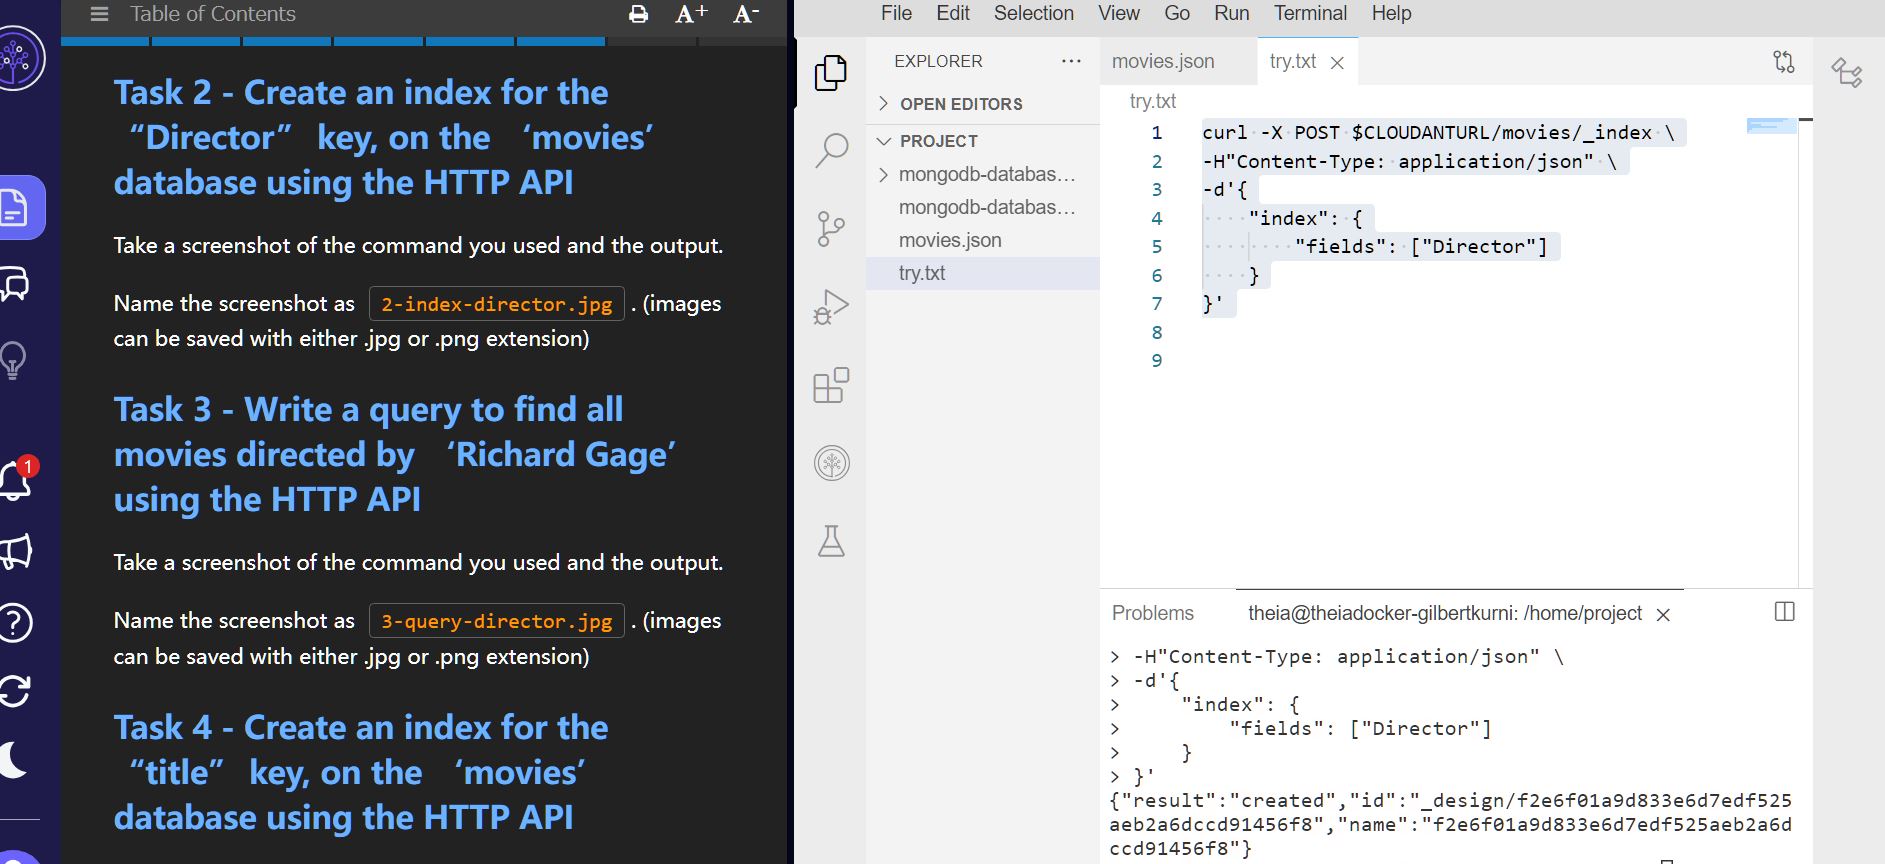 Table of Contents
A+ A-
Task 2 - Create an index for the
“Director” key, on the ‘movies’
database using the HTTP API
Take a screenshot of the command you used and the output.
Name the screenshot as 2-index-director.jpg . (images
can be saved with either .jpg or .png extension)
Task 3 - Write a query to find all
movies directed by ‘Richard Gage’
using the HTTP API
Take a screenshot of the command you used and the output.
Name the screenshot as 3-query-director.jpg . (images
can be saved with either .jpg or .png extension)
Task 4 - Create an index for the
“title” key, on the ‘movies’
database using the HTTP API
1
File Edit Selection View Go Run Terminal Help
EXPLORER
OPEN EDITORS
PROJECT
mongodb-databas...
mongodb-databas...
movies.json
try.txt
movies.json try.txt
try.txt
1 curl -X POST $CLOUDANTURL/movies/_index \
2 -H"Content-Type: application/json" \
3 -d'{
4 "index": {
5 "fields": ["Director"]
6 }
7 }'
8
9
Problems theia@theiadocker-gilbertkurni: /home/project
> -H"Content-Type: application/json" \
> -d'{
> "index": {
> "fields": ["Director"]
> }
> }'
{"result":"created","id":"_design/f2e6f01a9d833e6d7edf525
aeb2a6dccd91456f8","name":"f2e6f01a9d833e6d7edf525aeb2a6d
ccd91456f8"}